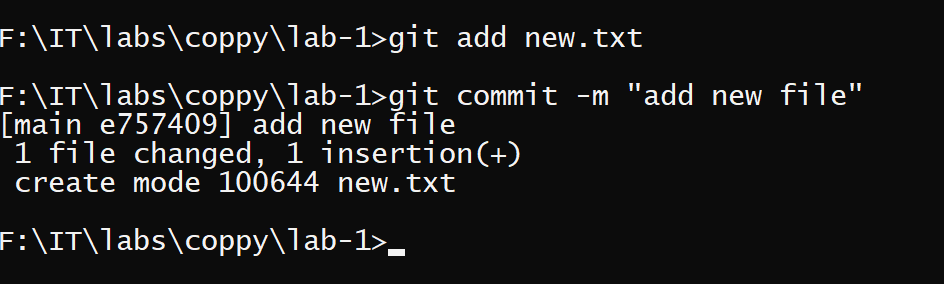 F:\IT\labs\coppy\lab-1>git add new.txt
F:\IT\labs\coppy\lab-1>git commit -m "add new file"
[main e757409] add new file
 1 file changed, 1 insertion(+)
 create mode 100644 new.txt
F:\IT\labs\coppy\lab-1>